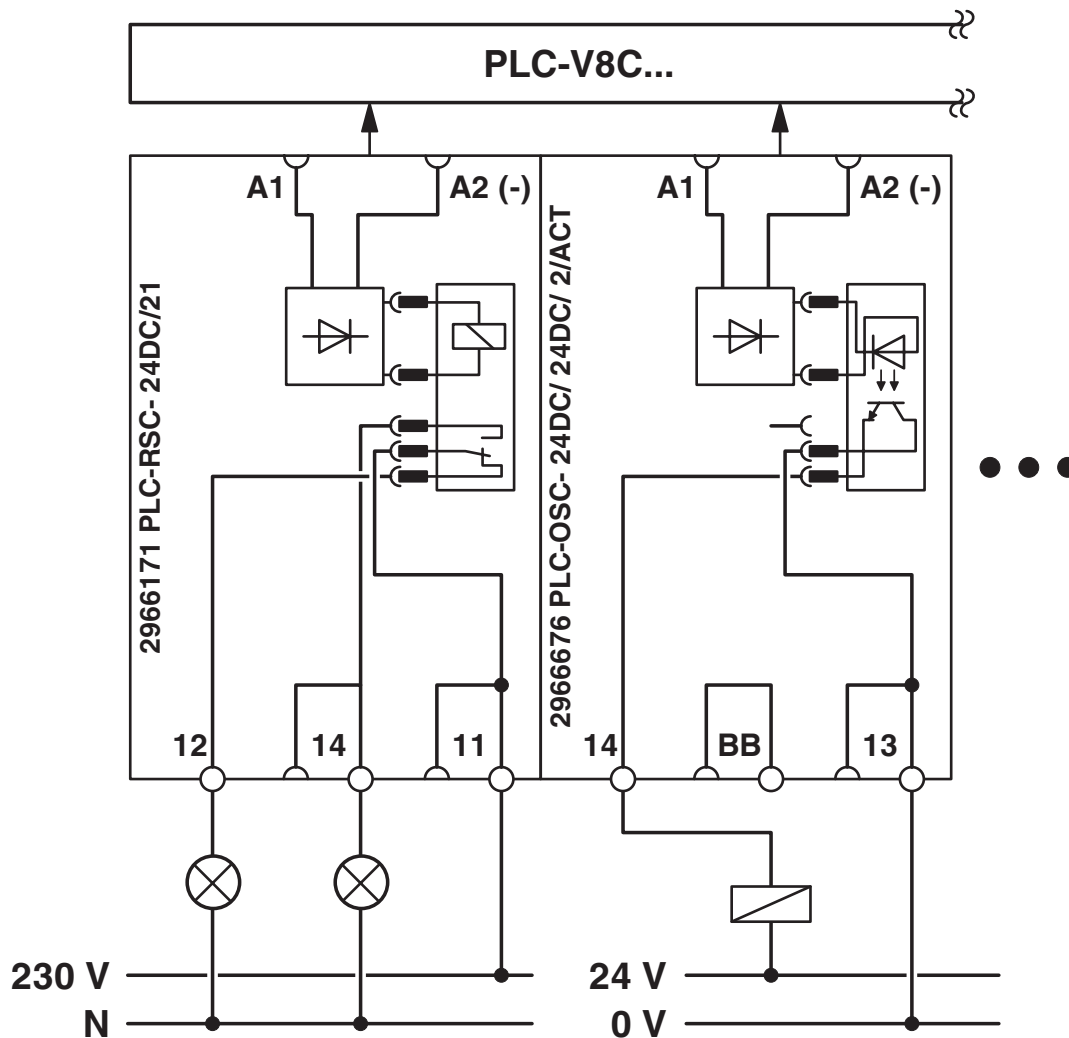 PLC-V8C...
A1
A2 (-)
A1
A2 (-)
2966171 PLC-RSC- 24DC/21
2966676 PLC-OSC- 24DC/ 24DC/ 2/ACT
12
14
11
14
BB
13
230 V
N
24 V
0 V